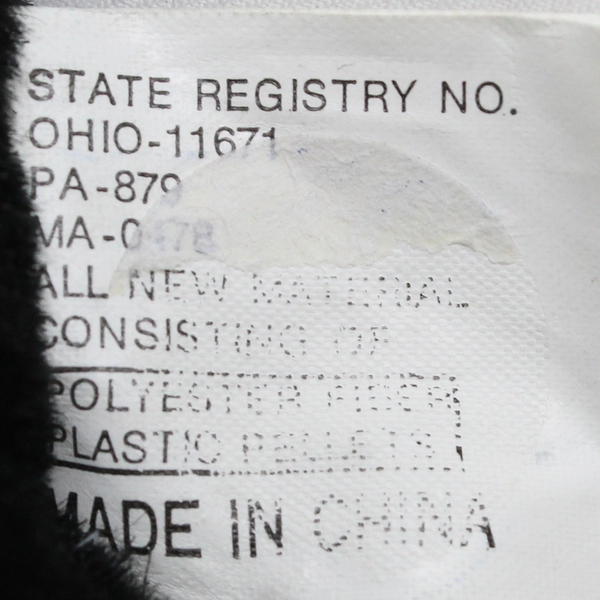 STATE REGISTRY NO.
OHIO-11671
PA-879
MA-0478
ALL NEW MATERIAL
CONSISTING OF
POLYESTER FIBER
PLASTIC PELLETS
MADE IN CHINA